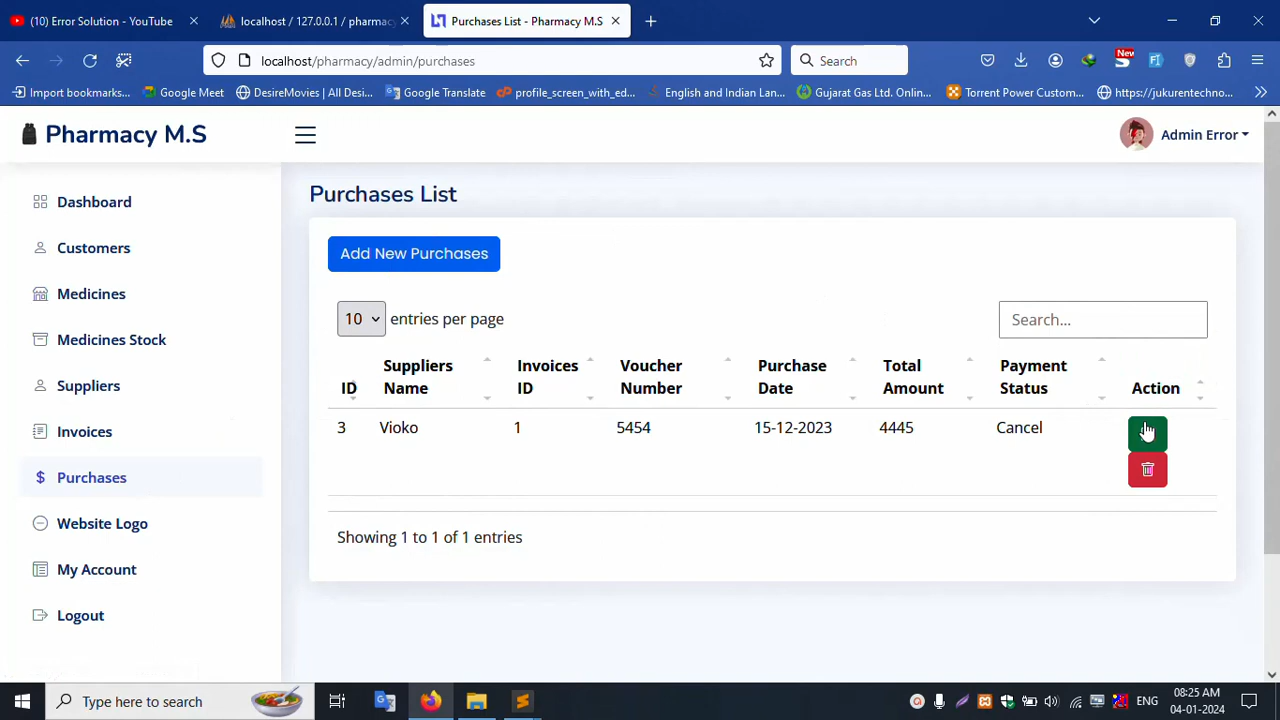 (10) Error Solution - YouTube
localhost / 127.0.0.1 / pharmacy
Purchases List - Pharmacy M.S
localhost/pharmacy/admin/purchases
Search
New
Import bookmarks...
Google Meet
DesireMovies | All Desi...
Google Translate
profile_screen_with_ed...
English and Indian Lan...
Gujarat Gas Ltd. Online...
Torrent Power Custom...
https://jukurentechno...
Pharmacy M.S
Admin Error
Dashboard
Customers
Medicines
Medicines Stock
Suppliers
Invoices
Purchases
Website Logo
My Account
Logout
Purchases List
Add New Purchases
10 entries per page
Search...
ID Suppliers Name Invoices ID Voucher Number Purchase Date Total Amount Payment Status Action
3 Vioko 1 5454 15-12-2023 4445 Cancel
Showing 1 to 1 of 1 entries
Type here to search
ENG
08:25 AM
04-01-2024